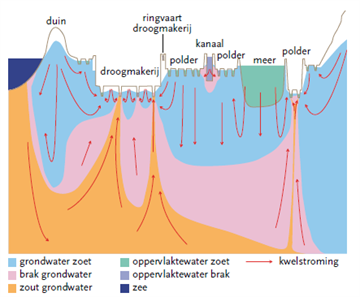 duin
ringvaart
droogmakerij
kanaal
polder
droogmakerij
polder
polder
meer
polder
grondwater zoet
oppervlaktewater zoet
kwelstroming
brak grondwater
oppervlaktewater brak
zout grondwater
zee